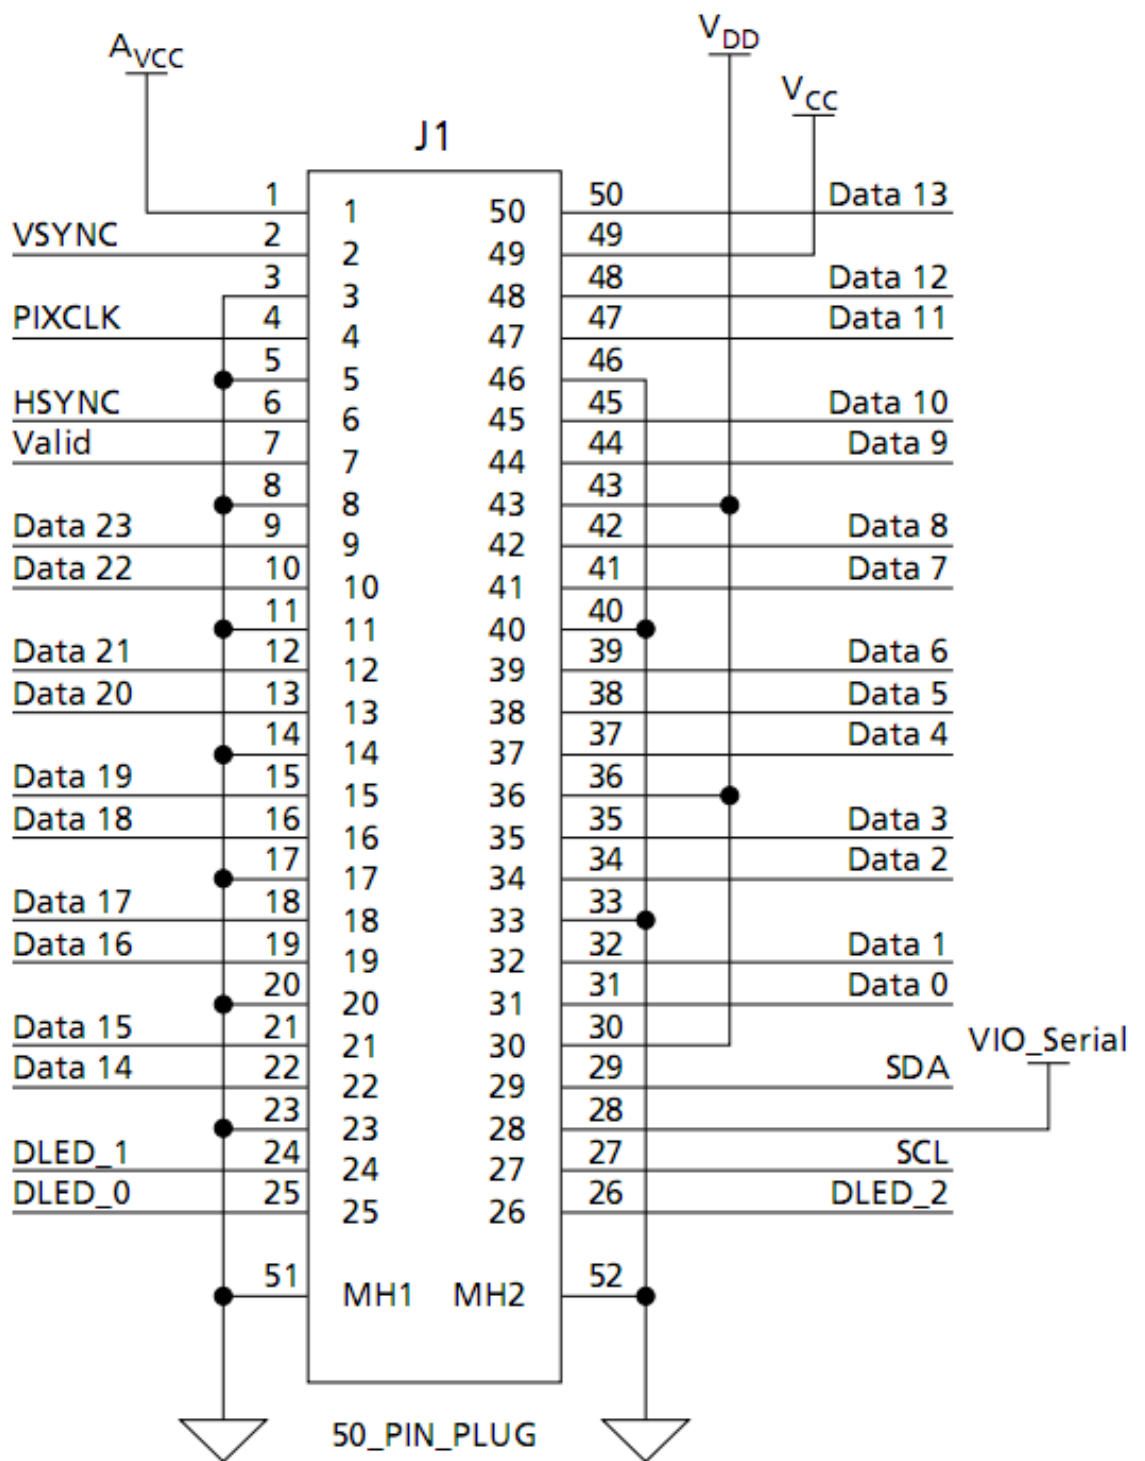 AVCC
VDD
VCC
J1
1 1 50 50 Data 13
VSYNC 2 2 49 49
3 3 48 48 Data 12
PIXCLK 4 4 47 47 Data 11
5 5 46 46
HSYNC 6 6 45 45 Data 10
Valid 7 7 44 44 Data 9
8 8 43 43
Data 23 9 9 42 42 Data 8
Data 22 10 10 41 41 Data 7
11 11 40 40
Data 21 12 12 39 39 Data 6
Data 20 13 13 38 38 Data 5
14 14 37 37 Data 4
Data 19 15 15 36 36
Data 18 16 16 35 35 Data 3
17 17 34 34 Data 2
Data 17 18 18 33 33
Data 16 19 19 32 32 Data 1
20 20 31 31 Data 0
Data 15 21 21 30 30
VIO_Serial
Data 14 22 22 29 29 SDA
23 23 28 28
DLED_1 24 24 27 27 SCL
DLED_0 25 25 26 26 DLED_2
51 MH1 MH2 52
50_PIN_PLUG